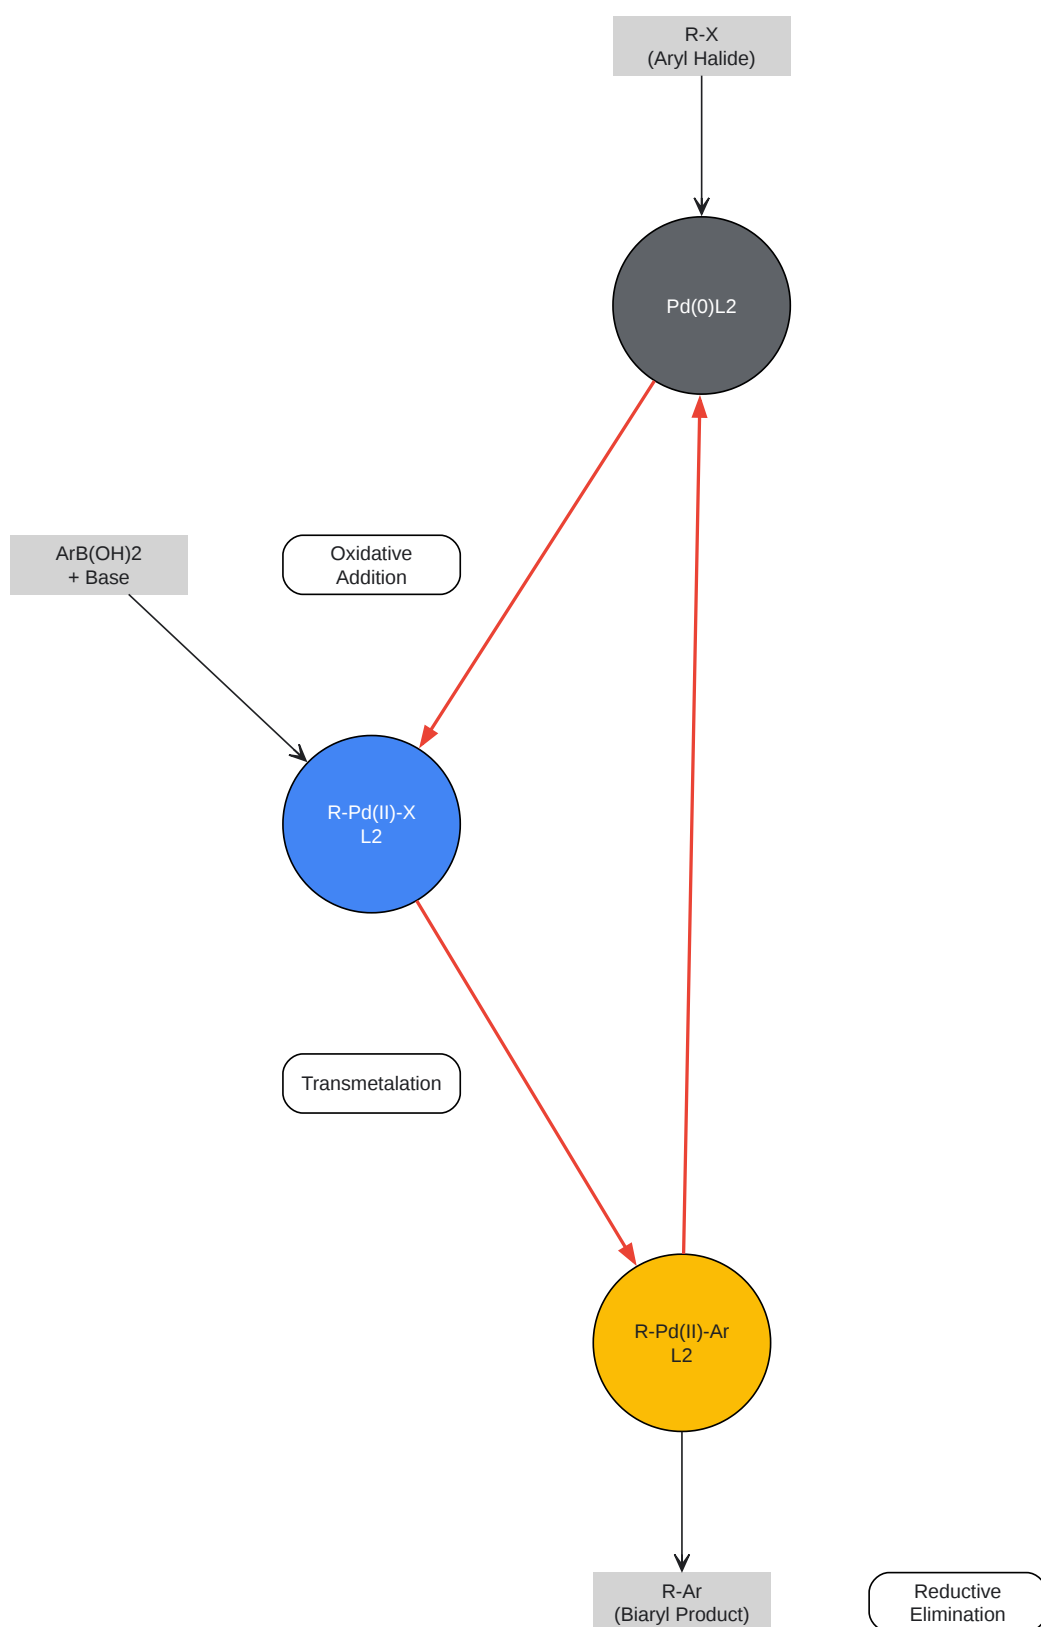 R-X
(Aryl Halide)
Pd(0)L2
ArB(OH)2
+ Base
Oxidative
Addition
R-Pd(II)-X
L2
Transmetalation
R-Pd(II)-Ar
L2
R-Ar
(Biaryl Product)
Reductive
Elimination